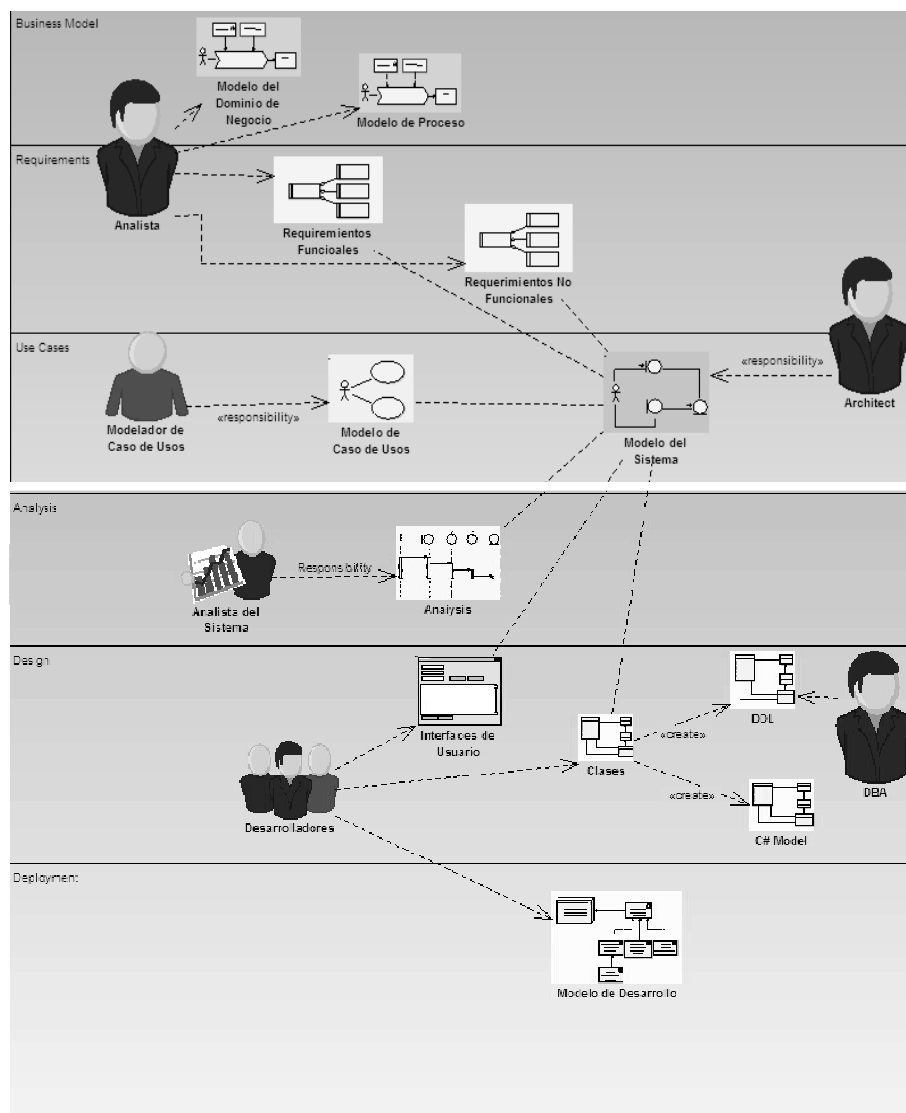 Business Model
Modelo del
Dominio de
Negocio
Modelo de Proceso
Requirements
Analista
Requirimientos
Funcioales
Requerimientos No
Funcionales
Use Cases
«responsibility»
Architect
Modelador de
Caso de Usos
«responsibility»
Modelo de
Caso de Usos
Modelo del
Sistema
Analysis
Responsibility
Analista del
Sistema
Analysis
Design
Interfaces de
Usuario
Clases
«create»
DDL
«create»
DBA
C# Model
Desarrolladores
Deployment
Modelo de Desarrollo